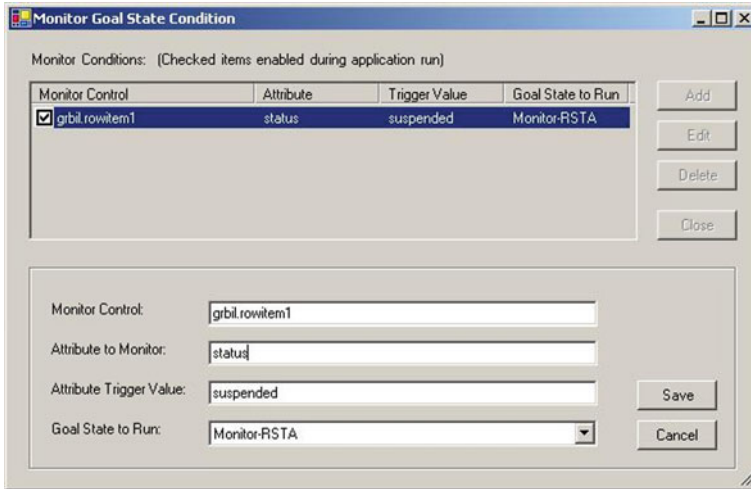 Monitor Goal State Condition
Monitor Conditions: (Checked items enabled during application run)
Monitor Control Attribute Trigger Value Goal State to Run
grbil.rowitem1 status suspended Monitor-RSTA
Add
Edit
Delete
Close
Monitor Control: grbil.rowitem1
Attribute to Monitor: status
Attribute Trigger Value: suspended
Save
Goal State to Run: Monitor-RSTA
Cancel